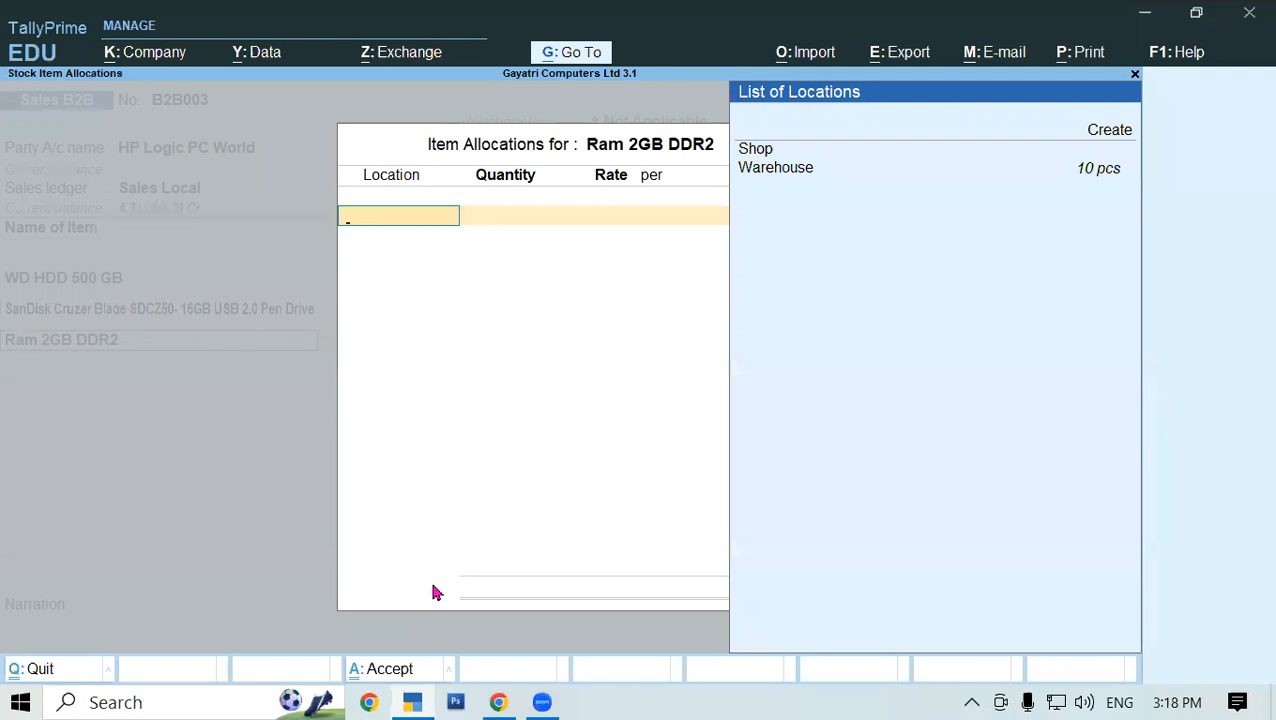 TallyPrime MANAGE
EDU K: Company Y: Data Z: Exchange G: Go To O: Import E: Export M: E-mail P: Print F1: Help
Stock Item Allocations Gayatri Computers Ltd 3.1
Sales B2B No. B2B003
List of Locations
Not Applicable
Create
Item Allocations for : Ram 2GB DDR2
Party A/c name : HP Logic PC World
Shop
Warehouse 10 pcs
Location Quantity Rate per
Sales ledger : Sales Local
Name of Item
WD HDD 500 GB
SanDisk Cruzer Blage-SDCZ50- 16GB USB 2.0 Pen Drive
Ram 2GB DDR2
Narration:
Q: Quit A: Accept
Search ENG 3:18 PM